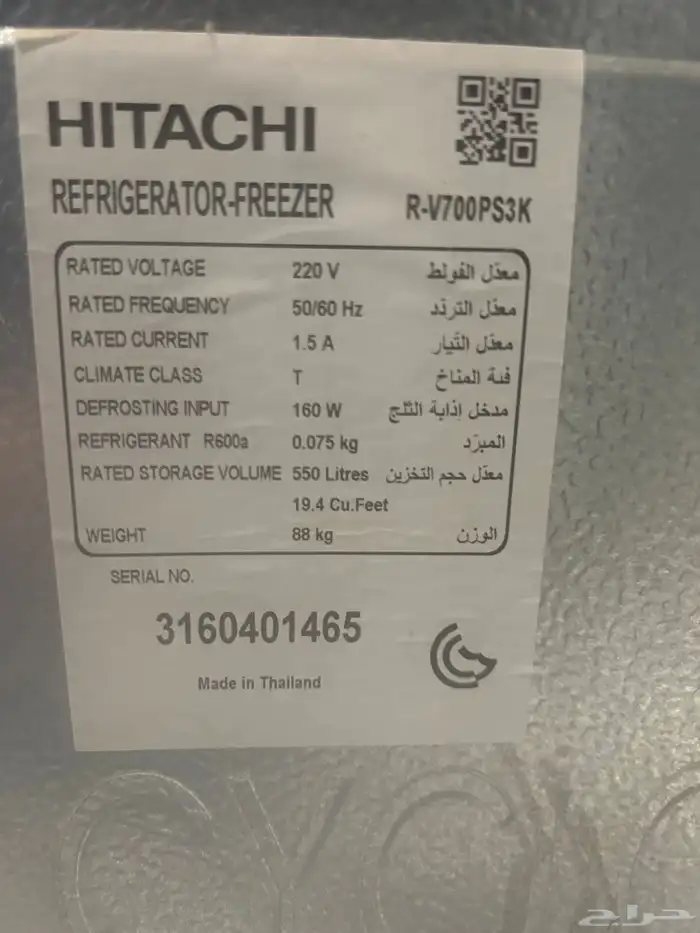 HITACHI
REFRIGERATOR-FREEZER R-V700PS3K
RATED VOLTAGE 220 V معدّل الفولط
RATED FREQUENCY 50/60 Hz معدّل التردّد
RATED CURRENT 1.5 A معدّل التّيار
CLIMATE CLASS T فئة المناخ
DEFROSTING INPUT 160 W مدخل إذابة الثلج
REFRIGERANT R600a 0.075 kg المبرّد
RATED STORAGE VOLUME 550 Litres معدّل حجم التخزين
19.4 Cu.Feet
WEIGHT 88 kg الوزن
SERIAL NO.
3160401465
Made in Thailand
حراج